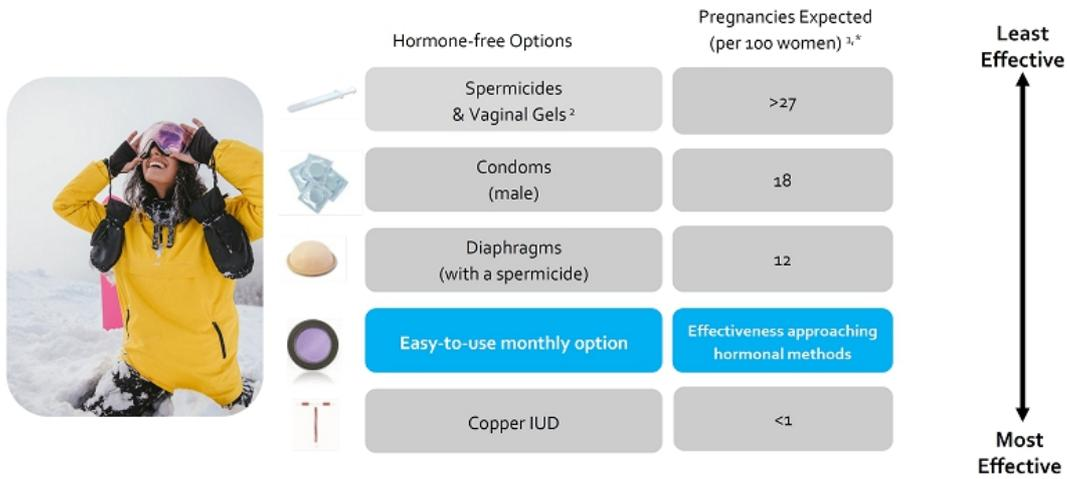 Hormone-free Options
Pregnancies Expected
(per 100 women) ¹,*
Least
Effective
Spermicides
& Vaginal Gels ²
>27
Condoms
(male)
18
Diaphragms
(with a spermicide)
12
Easy-to-use monthly option
Effectiveness approaching
hormonal methods
Copper IUD
<1
Most
Effective